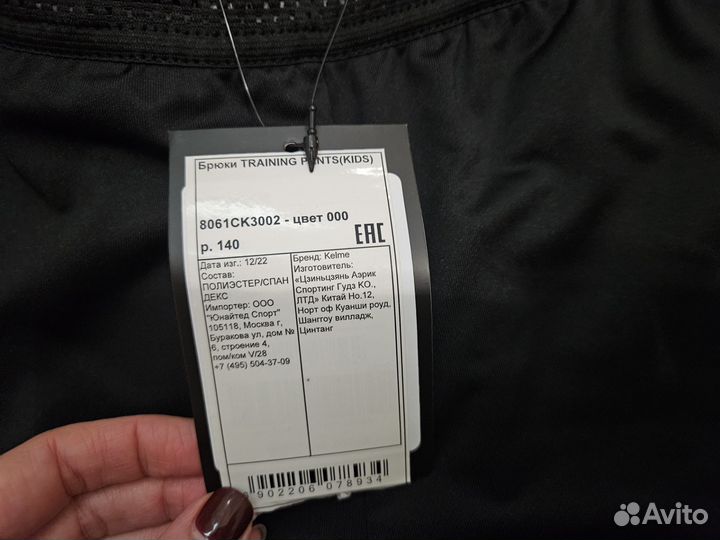 Брюки TRAINING PANTS(KIDS)
8061CK3002 - цвет 000
р. 140
EAC
Дата изг.: 12/22
Состав:
ПОЛИЭСТЕР/СПАН
ДЕКС
Импортер: ООО
"Юнайтед Спорт"
105118, Москва г,
Буракова ул, дом №
6, строение 4,
пом/ком V/28
+7 (495) 504-37-09
Бренд: Kelme
Изготовитель:
«Цзиньцзянь Аэрик
Спортинг Гудз КО.,
ЛТД» Китай Но.12,
Норт оф Куанши роуд,
Шанггоу вилладж,
Цинтанг
902206 078934
Avito